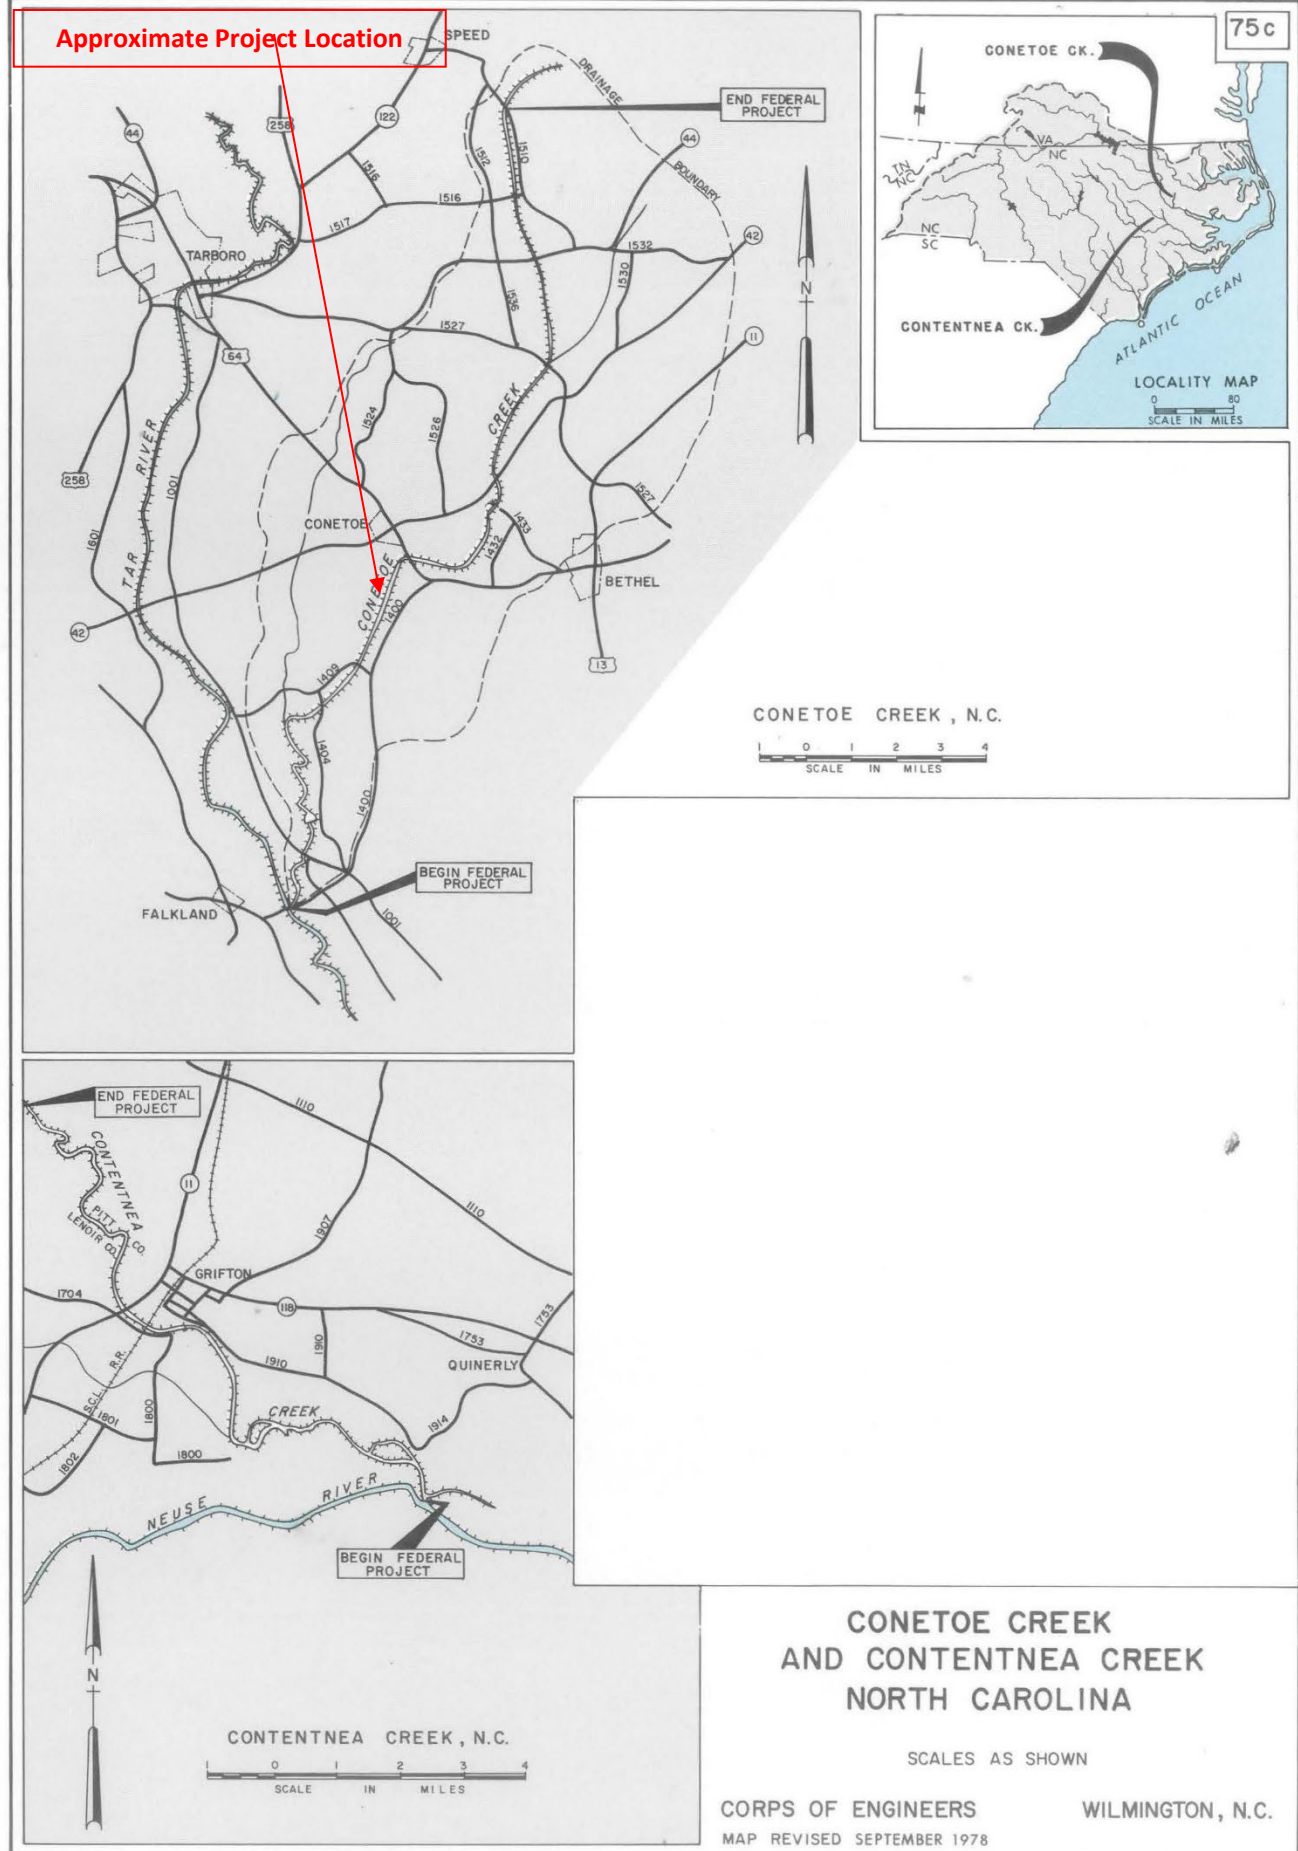 Approximate Project Location
75c
SPEED
DRAINAGE
BOUNDARY
END FEDERAL
PROJECT
44
258
122
1516
1512
1510
44
1516
1517
TARBORO
42
1532
1530
1536
1527
11
64
1524
1526
CREEK
RIVER
TAR
258
1001
1601
CONETOE
1527
1433
1432
BETHEL
CONETOE
1400
42
13
1409
1404
1400
N
BEGIN FEDERAL
PROJECT
FALKLAND
1001
CONETOE CK.
N
VA
NC
TN
NC
NC
SC
CONTENTNEA CK.
ATLANTIC OCEAN
LOCALITY MAP
0 80
SCALE IN MILES
CONETOE CREEK, N.C.
1 0 1 2 3 4
SCALE IN MILES
END FEDERAL
PROJECT
CONTENTNEA
PITT CO.
LENOIR CO.
1110
11
1110
1907
GRIFTON
1704
118
1753
1753
1910
1910
QUINERLY
S.C.L. R.R.
1801
1800
1802
1800
CREEK
1914
NEUSE RIVER
BEGIN FEDERAL
PROJECT
N
CONTENTNEA CREEK, N.C.
1 0 1 2 3 4
SCALE IN MILES
CONETOE CREEK
AND CONTENTNEA CREEK
NORTH CAROLINA
SCALES AS SHOWN
CORPS OF ENGINEERS WILMINGTON, N.C.
MAP REVISED SEPTEMBER 1978